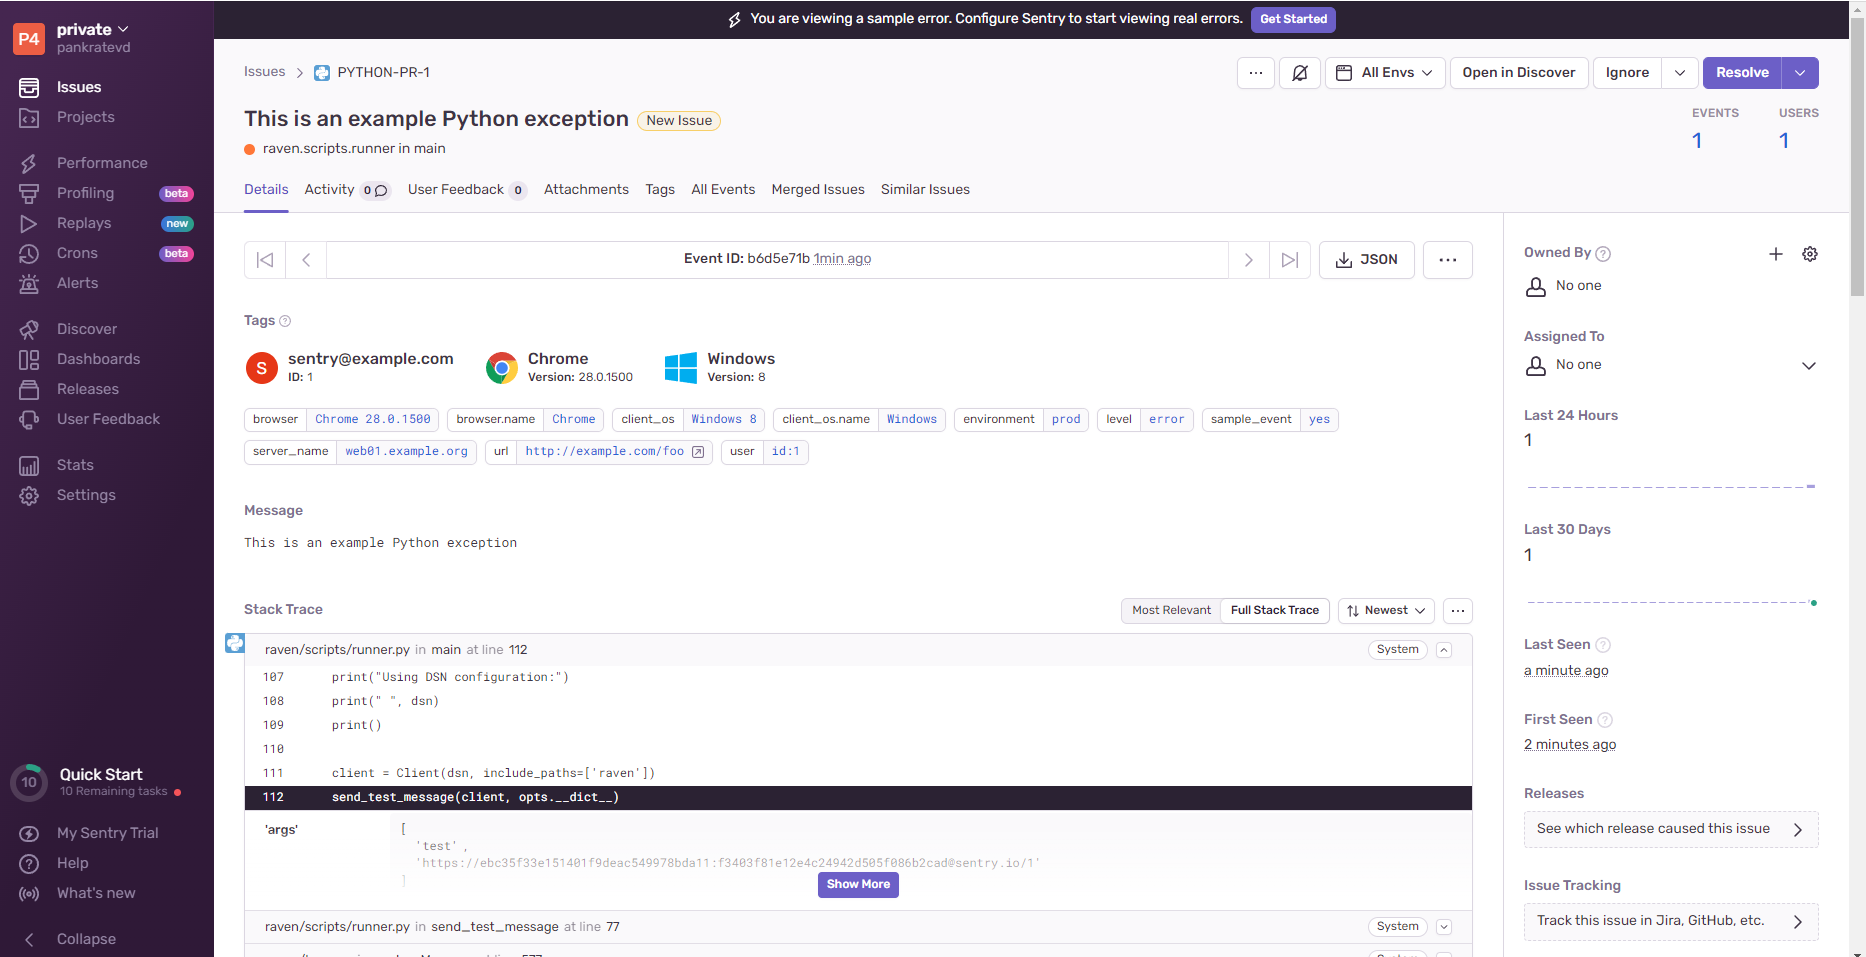 You are viewing a sample error. Configure Sentry to start viewing real errors. Get Started
P4 private
pankratevd
Issues
Projects
Performance
Profiling beta
Replays new
Crons beta
Alerts
Discover
Dashboards
Releases
User Feedback
Stats
Settings
10 Quick Start
10 Remaining tasks
My Sentry Trial
Help
What's new
Collapse
Issues > PYTHON-PR-1
... All Envs Open in Discover Ignore Resolve
This is an example Python exception New Issue
raven.scripts.runner in main
EVENTS USERS
1 1
Details Activity 0 User Feedback 0 Attachments Tags All Events Merged Issues Similar Issues
Event ID: b6d5e71b 1min ago JSON ...
Tags ?
S sentry@example.com
ID: 1
Chrome
Version: 28.0.1500
Windows
Version: 8
browser Chrome 28.0.1500 browser.name Chrome client_os Windows 8 client_os.name Windows environment prod level error sample_event yes
server_name web01.example.org url http://example.com/foo user id:1
Message
This is an example Python exception
Stack Trace Most Relevant Full Stack Trace Newest ...
raven/scripts/runner.py in main at line 112 System
107 print("Using DSN configuration:")
108 print(" ", dsn)
109 print()
110
111 client = Client(dsn, include_paths=['raven'])
112 send_test_message(client, opts.__dict__)
'args' [
'test',
'https://ebc35f33e151401f9deac549978bda11:f3403f81e12e4c24942d505f086b2cad@sentry.io/1'
]
Show More
raven/scripts/runner.py in send_test_message at line 77 System
Owned By ?
No one
Assigned To
No one
Last 24 Hours
1
Last 30 Days
1
Last Seen ?
a minute ago
First Seen ?
2 minutes ago
Releases
See which release caused this issue
Issue Tracking
Track this issue in Jira, GitHub, etc.